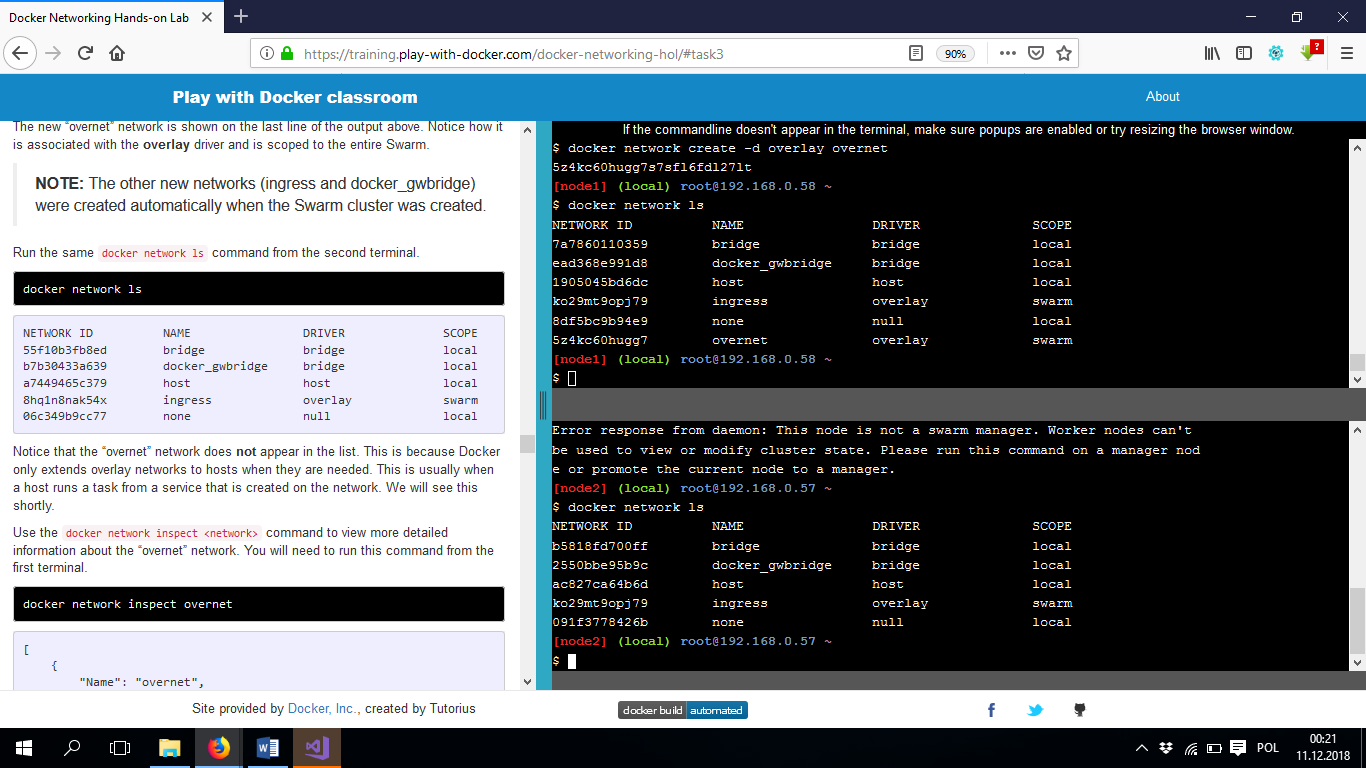 Docker Networking Hands-on Lab
https://training.play-with-docker.com/docker-networking-hol/#task3
90%
?
Play with Docker classroom
About
The new “overnet” network is shown on the last line of the output above. Notice how it
is associated with the overlay driver and is scoped to the entire Swarm.
NOTE: The other new networks (ingress and docker_gwbridge)
were created automatically when the Swarm cluster was created.
Run the same docker network ls command from the second terminal.
docker network ls
NETWORK ID NAME DRIVER SCOPE
55f10b3fb8ed bridge bridge local
b7b30433a639 docker_gwbridge bridge local
a7449465c379 host host local
8hq1n8nak54x ingress overlay swarm
06c349b9cc77 none null local
Notice that the “overnet” network does not appear in the list. This is because Docker
only extends overlay networks to hosts when they are needed. This is usually when
a host runs a task from a service that is created on the network. We will see this
shortly.
Use the docker network inspect <network> command to view more detailed
information about the “overnet” network. You will need to run this command from the
first terminal.
docker network inspect overnet
[
{
"Name": "overnet",
If the commandline doesn't appear in the terminal, make sure popups are enabled or try resizing the browser window.
$ docker network create -d overlay overnet
5z4kc60hugg7s7sfl6fdl27lt
[node1] (local) root@192.168.0.58 ~
$ docker network ls
NETWORK ID NAME DRIVER SCOPE
7a7860110359 bridge bridge local
ead368e991d8 docker_gwbridge bridge local
1905045bd6dc host host local
ko29mt9opj79 ingress overlay swarm
8df5bc9b94e9 none null local
5z4kc60hugg7 overnet overlay swarm
[node1] (local) root@192.168.0.58 ~
$
Error response from daemon: This node is not a swarm manager. Worker nodes can't
be used to view or modify cluster state. Please run this command on a manager nod
e or promote the current node to a manager.
[node2] (local) root@192.168.0.57 ~
$ docker network ls
NETWORK ID NAME DRIVER SCOPE
b5818fd700ff bridge bridge local
2550bbe95b9c docker_gwbridge bridge local
ac827ca64b6d host host local
ko29mt9opj79 ingress overlay swarm
091f3778426b none null local
[node2] (local) root@192.168.0.57 ~
$
Site provided by Docker, Inc., created by Tutorius
docker build automated
POL
00:21
11.12.2018